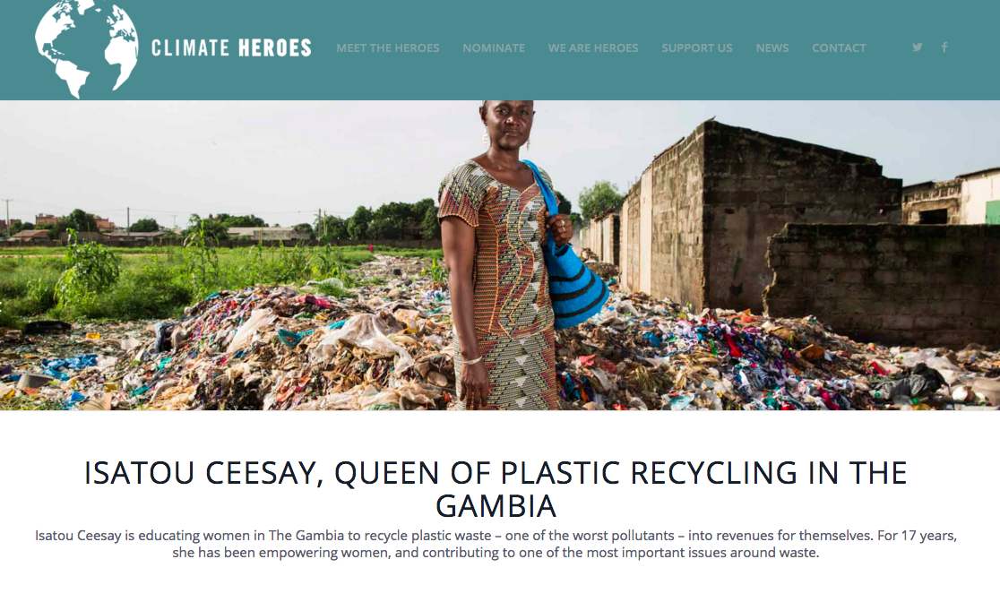 CLIMATE HEROES
MEET THE HEROES
NOMINATE
WE ARE HEROES
SUPPORT US
NEWS
CONTACT
ISATOU CEESAY, QUEEN OF PLASTIC RECYCLING IN THE
GAMBIA
Isatou Ceesay is educating women in The Gambia to recycle plastic waste – one of the worst pollutants – into revenues for themselves. For 17 years,
she has been empowering women, and contributing to one of the most important issues around waste.